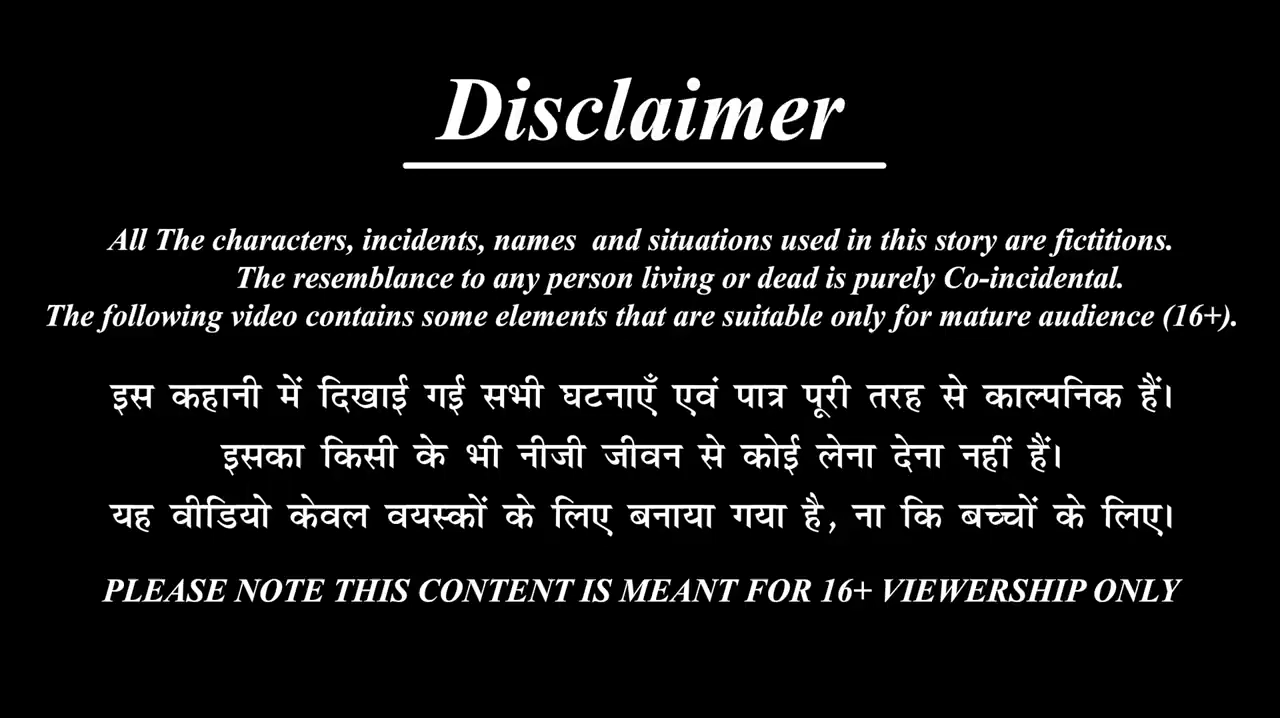 Disclaimer
All The characters, incidents, names and situations used in this story are fictitions.
The resemblance to any person living or dead is purely Co-incidental.
The following video contains some elements that are suitable only for mature audience (16+).
इस कहानी में दिखाई गई सभी घटनाएँ एवं पात्र पूरी तरह से काल्पनिक हैं।
इसका किसी के भी नीजी जीवन से कोई लेना देना नहीं हैं।
यह वीडियो केवल वयस्कों के लिए बनाया गया है, ना कि बच्चों के लिए।
PLEASE NOTE THIS CONTENT IS MEANT FOR 16+ VIEWERSHIP ONLY